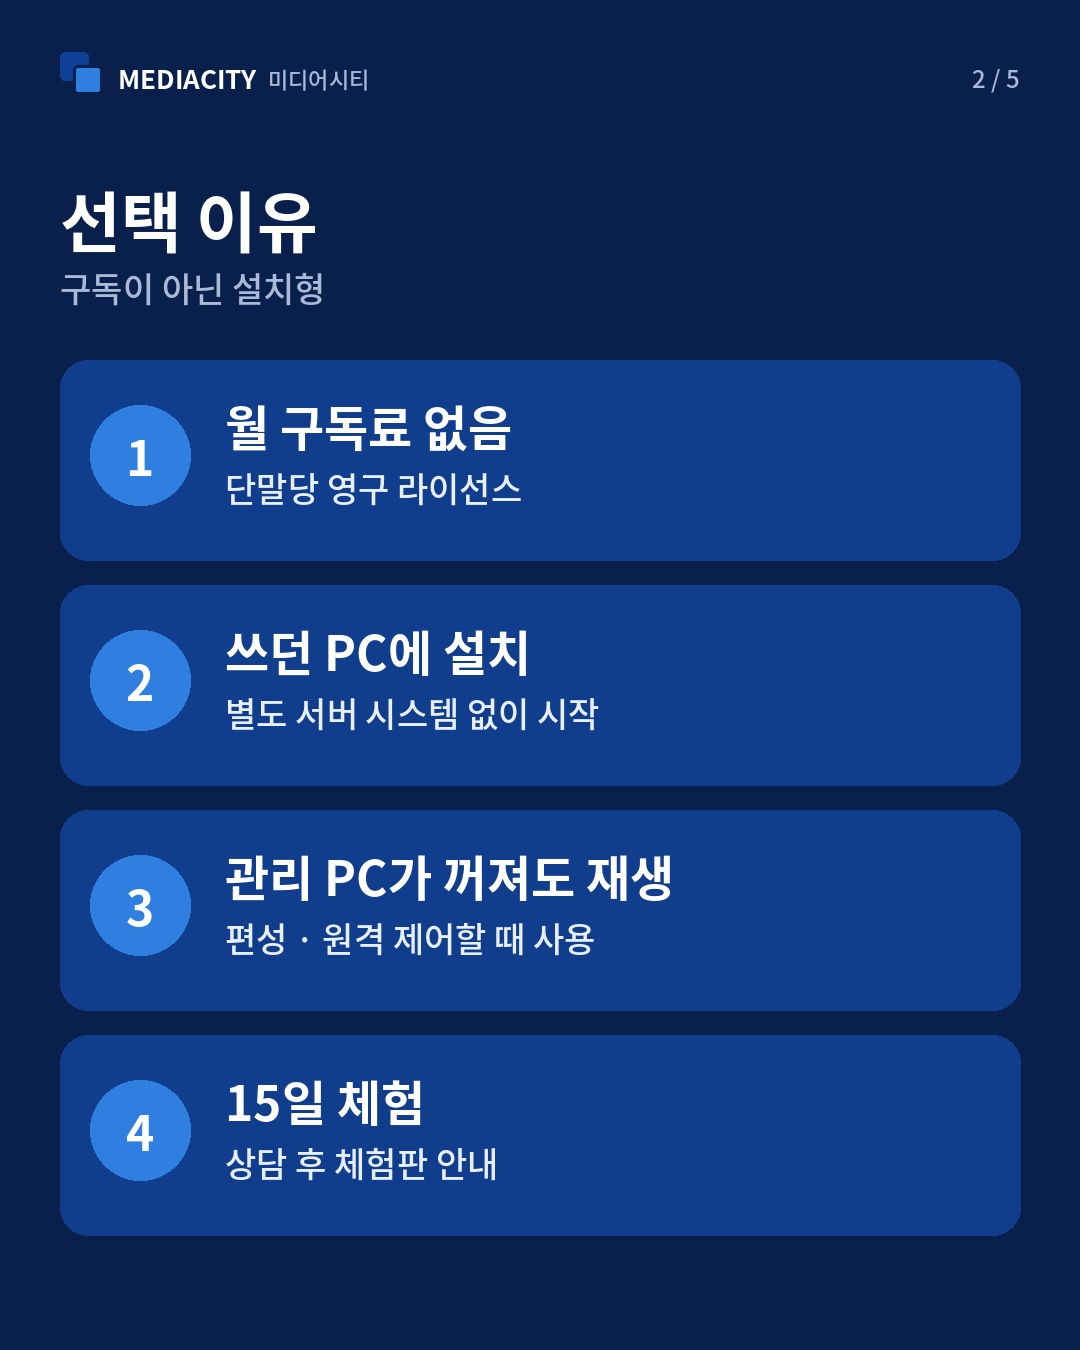 MEDIACITY 미디어시티
2 / 5
선택 이유
구독이 아닌 설치형
1
월 구독료 없음
단말당 영구 라이선스
2
쓰던 PC에 설치
별도 서버 시스템 없이 시작
3
관리 PC가 꺼져도 재생
편성 · 원격 제어할 때 사용
4
15일 체험
상담 후 체험판 안내